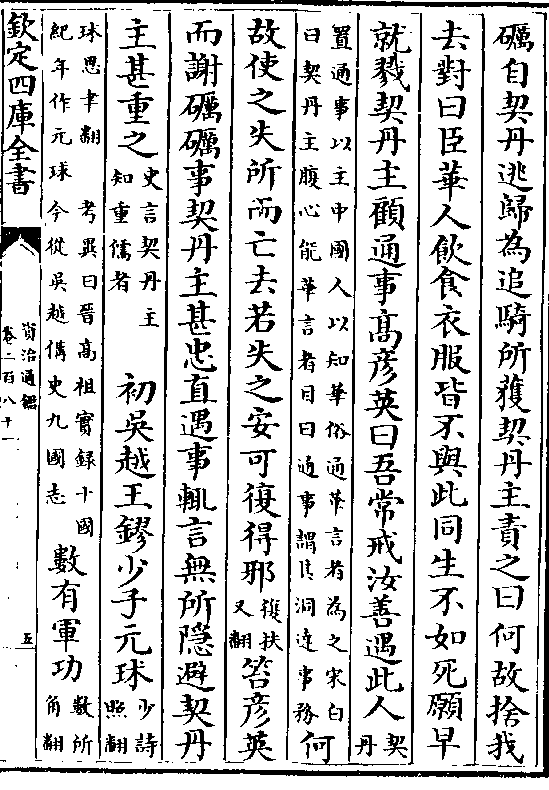 礪自契丹逃歸為追騎所獲契丹主責之曰何故捨我
去對曰臣華人飲食衣服皆不與此同生不如死願早
就戮契丹主顧通事高彦英曰吾常戒汝善遇此人契丹
置通事以主中國人以知華俗通華言者為之宋白
曰契丹主腹心能華言者目曰通事謂其洞達事務何
故使之失所而亡去若失之安可復得邪復扶又翻笞彦英
而謝礪礪事契丹主甚忠直遇事輒言無所隠避契丹
主甚重之史言契丹主知重儒者 初吳越王鏐少子元球少詩照翻
球思聿翻 考異曰晉高祖實録十國
紀年作元球今從吳越備史九國志數有軍功數所角翻
欽定四庫全書
資治通鑑
卷二百八十一
五